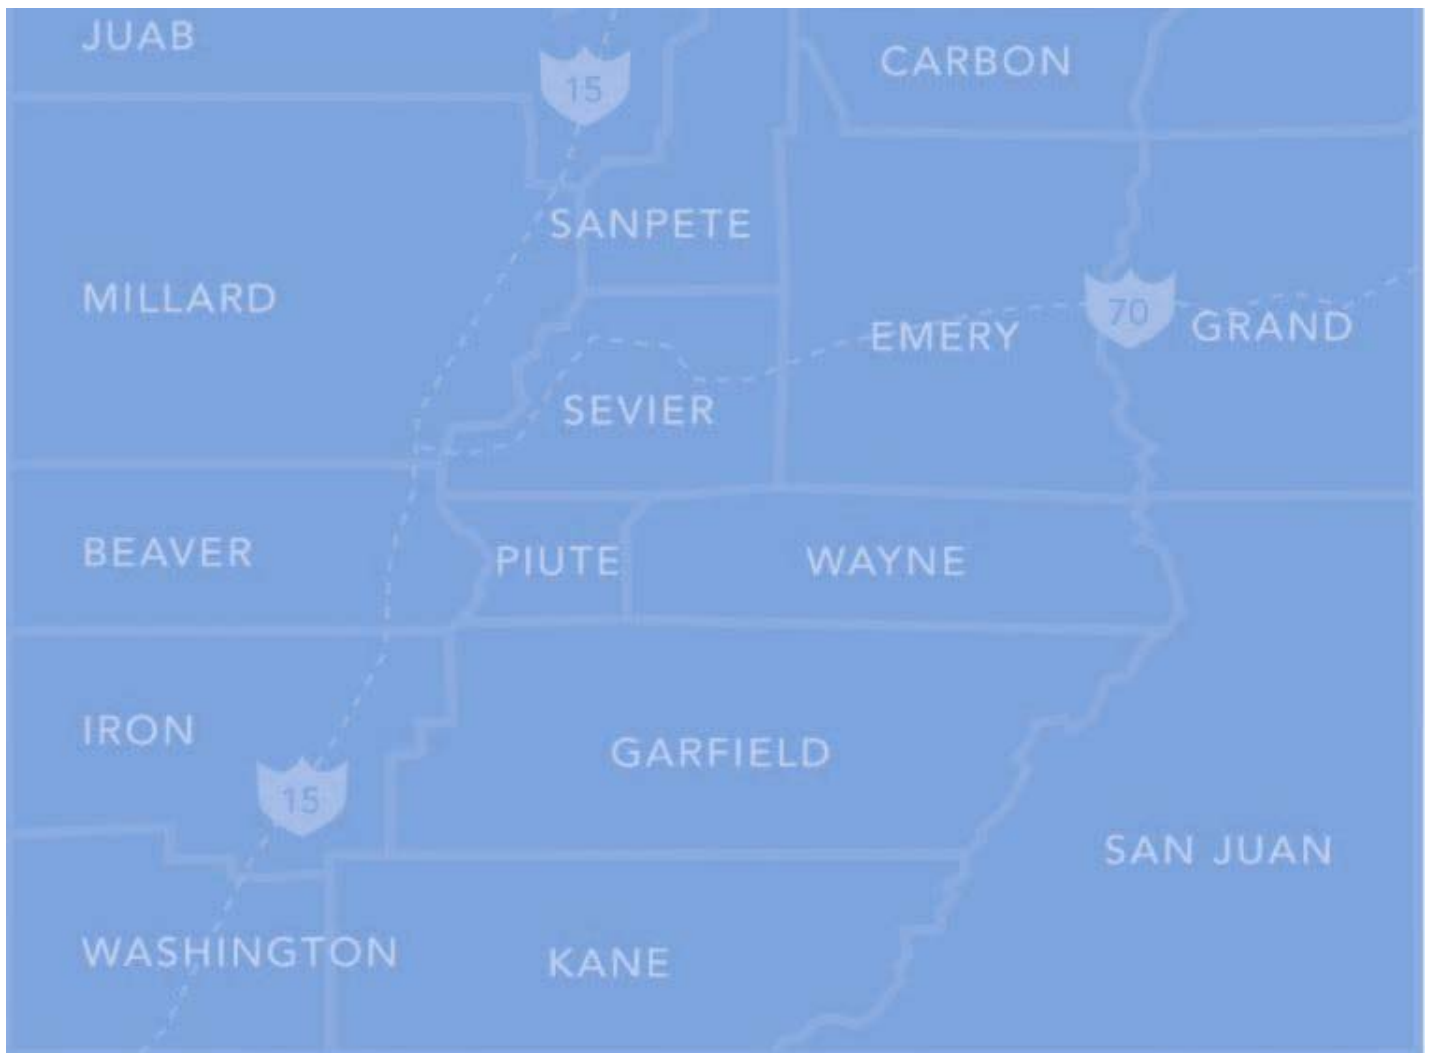 JUAB
15
CARBON
SANPETE
MILLARD
70
EMERY
GRAND
SEVIER
BEAVER
PIUTE
WAYNE
IRON
GARFIELD
15
SAN JUAN
WASHINGTON
KANE